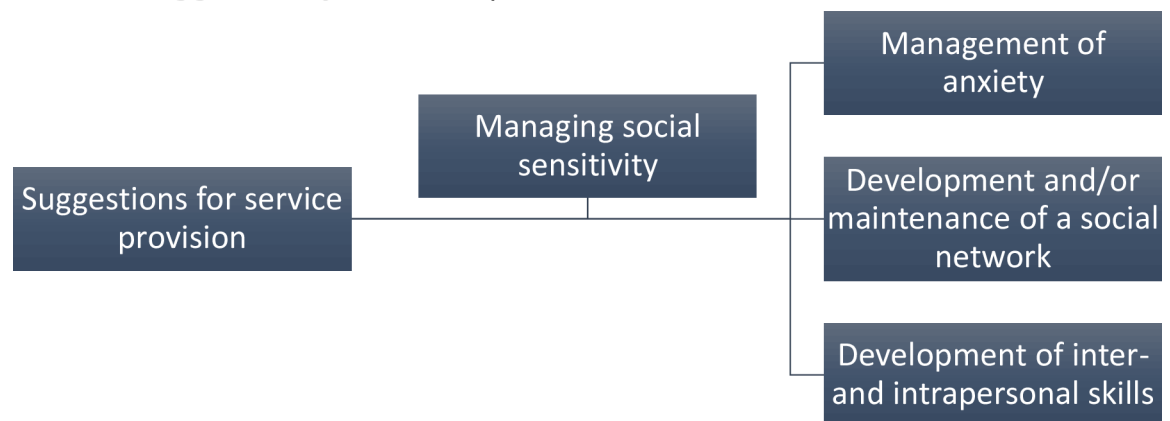 Suggestions for service
provision
Managing social
sensitivity
Management of
anxiety
Development and/or
maintenance of a social
network
Development of inter-
and intrapersonal skills